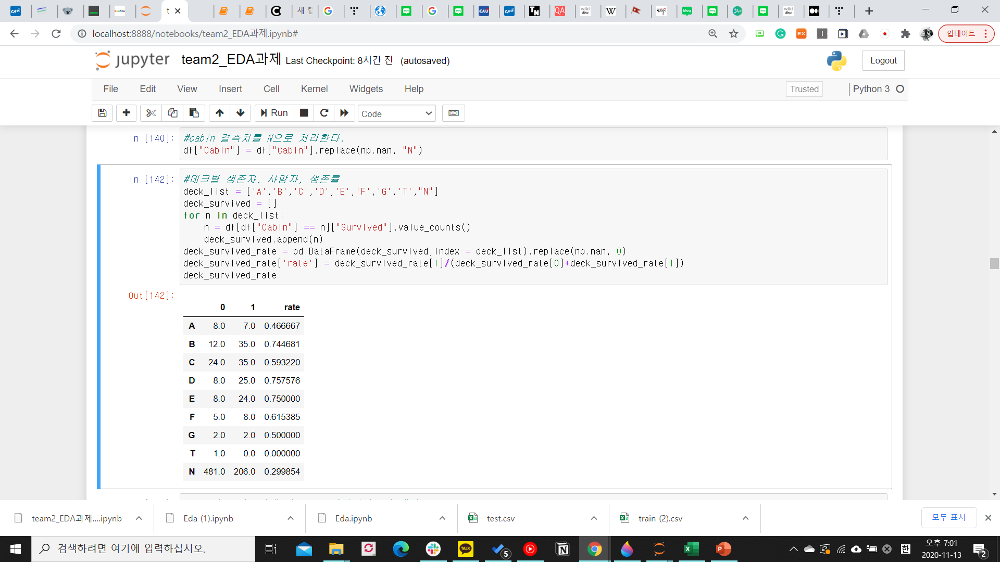 t
새 탭
localhost:8888/notebooks/team2_EDA과제.ipynb#
업데이트
jupyter team2_EDA과제 Last Checkpoint: 8시간 전 (autosaved)
Logout
File Edit View Insert Cell Kernel Widgets Help
Trusted
Python 3
Run
Code
In [140]:
#cabin 결측치를 N으로 처리한다.
df["Cabin"] = df["Cabin"].replace(np.nan, "N")
In [142]:
#데크별 생존자, 사망자, 생존률
deck_list = ['A','B','C','D','E','F','G','T',"N"]
deck_survived = []
for n in deck_list:
    n = df[df["Cabin"] == n]["Survived"].value_counts()
    deck_survived.append(n)
deck_survived_rate = pd.DataFrame(deck_survived,index = deck_list).replace(np.nan, 0)
deck_survived_rate['rate'] = deck_survived_rate[1]/(deck_survived_rate[0]+deck_survived_rate[1])
deck_survived_rate
Out[142]:
0 1 rate
A 8.0 7.0 0.466667
B 12.0 35.0 0.744681
C 24.0 35.0 0.593220
D 8.0 25.0 0.757576
E 8.0 24.0 0.750000
F 5.0 8.0 0.615385
G 2.0 2.0 0.500000
T 1.0 0.0 0.000000
N 481.0 206.0 0.299854
team2_EDA과제....ipynb
Eda (1).ipynb
Eda.ipynb
test.csv
train (2).csv
모두 표시
검색하려면 여기에 입력하십시오.
TALK
5
한
오후 7:01
2020-11-13
2